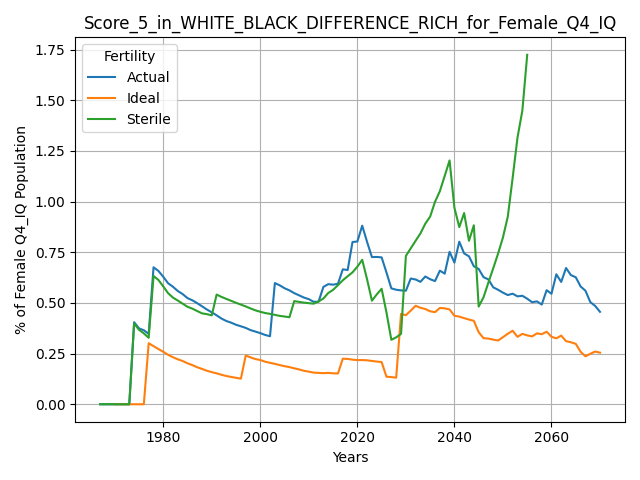 Score_5_in_WHITE_BLACK_DIFFERENCE_RICH_for_Female_Q4_IQ
Fertility
Actual
Ideal
Sterile
% of Female Q4_IQ Population
1.75
1.50
1.25
1.00
0.75
0.50
0.25
0.00
1980 2000 2020 2040 2060
Years